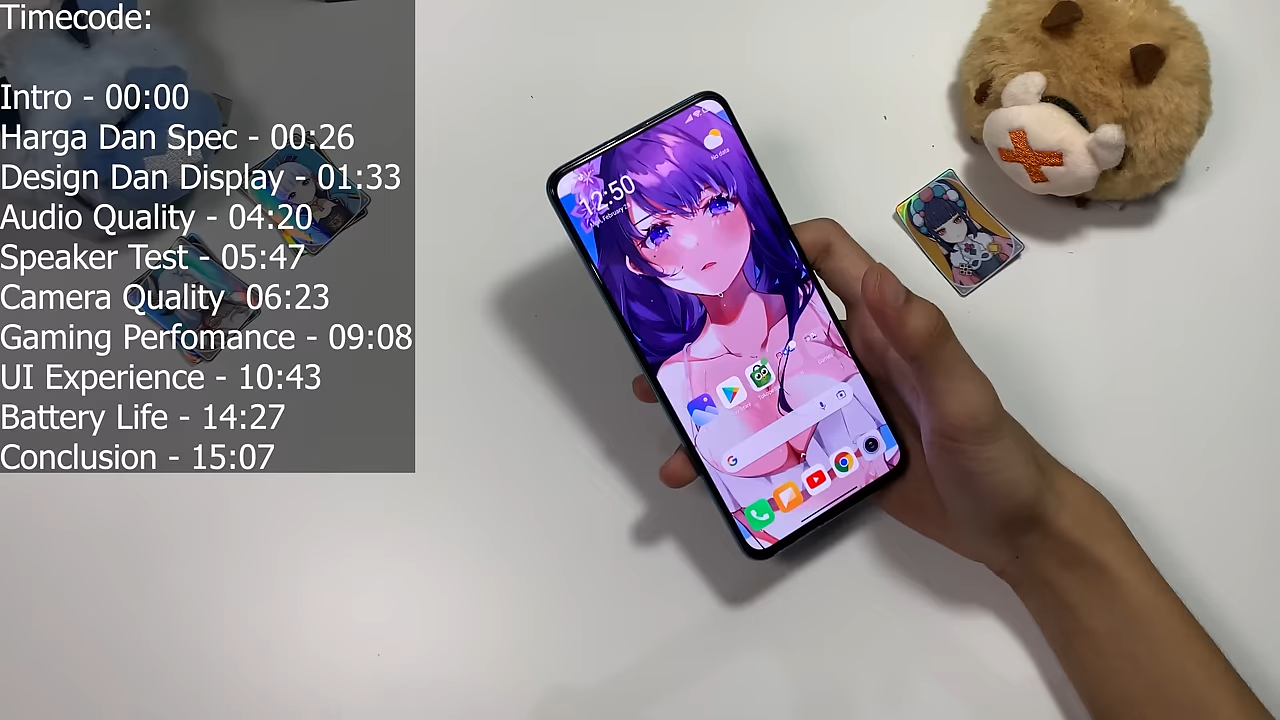 Timecode:
Intro - 00:00
Harga Dan Spec - 00:26
Design Dan Display - 01:33
Audio Quality - 04:20
Speaker Test - 05:47
Camera Quality 06:23
Gaming Perfomance - 09:08
UI Experience - 10:43
Battery Life - 14:27
Conclusion - 15:07
12:50
No data